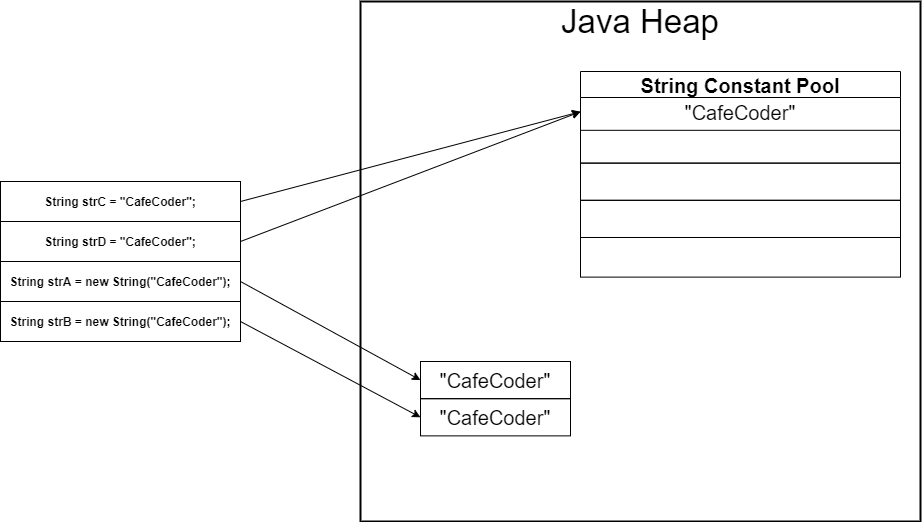 Java Heap
String Constant Pool
"CafeCoder"
String strC = "CafeCoder";
String strD = "CafeCoder";
String strA = new String("CafeCoder");
String strB = new String("CafeCoder");
"CafeCoder"
"CafeCoder"